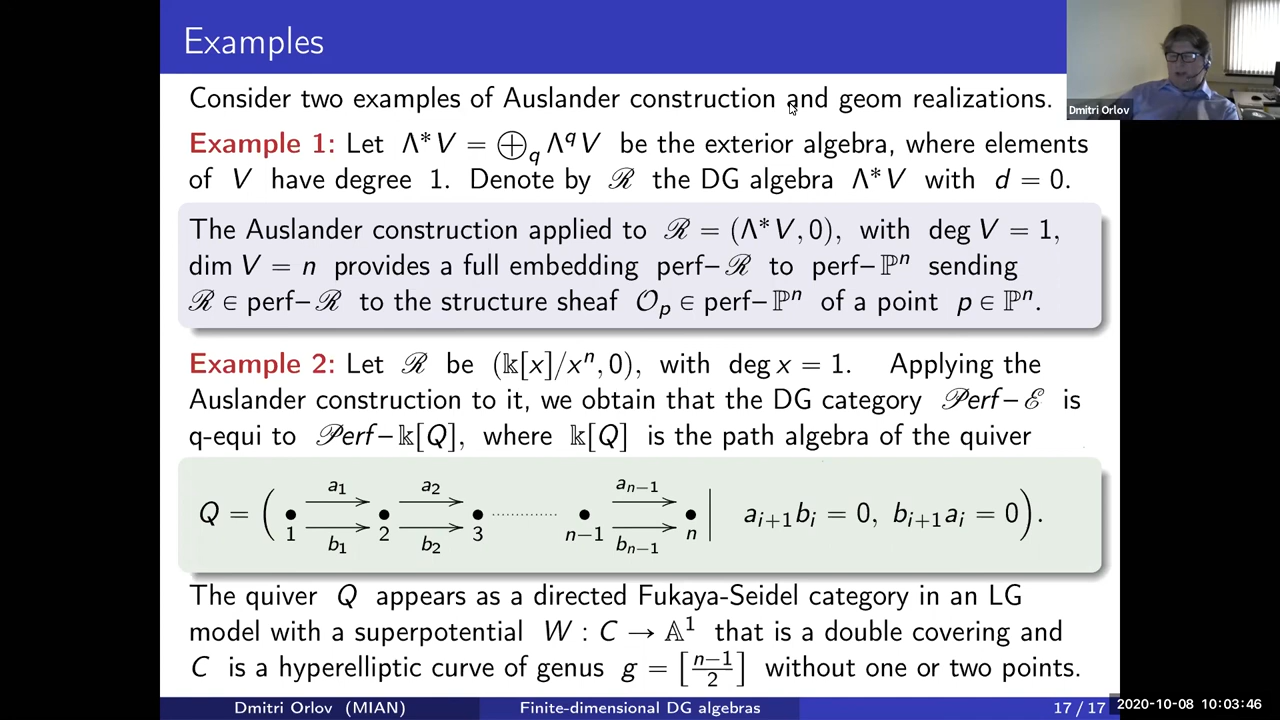 Examples
Consider two examples of Auslander construction and geom realizations.
Dmitri Orlov
Example 1: Let Λ*V = ⊕_q Λ^qV be the exterior algebra, where elements
of V have degree 1. Denote by ℛ the DG algebra Λ*V with d = 0.
The Auslander construction applied to ℛ = (Λ*V, 0), with deg V = 1,
dim V = n provides a full embedding perf–ℛ to perf–ℙⁿ sending
ℛ ∈ perf–ℛ to the structure sheaf 𝒪_p ∈ perf–ℙⁿ of a point p ∈ ℙⁿ.
Example 2: Let ℛ be (𝕜[x]/xⁿ, 0), with deg x = 1. Applying the
Auslander construction to it, we obtain that the DG category 𝒫erf–ℰ is
q-equi to 𝒫erf–𝕜[Q], where 𝕜[Q] is the path algebra of the quiver
a₁ a₂ a_{n−1}
Q = ( • • • ⋯ • • | a_{i+1}b_i = 0, b_{i+1}a_i = 0 ).
1 2 3 n−1 n
b₁ b₂ b_{n−1}
The quiver Q appears as a directed Fukaya-Seidel category in an LG
model with a superpotential W : C → 𝔸¹ that is a double covering and
C is a hyperelliptic curve of genus g = [(n−1)/2] without one or two points.
Dmitri Orlov (MIAN) Finite-dimensional DG algebras 17 / 17 2020-10-08 10:03:46